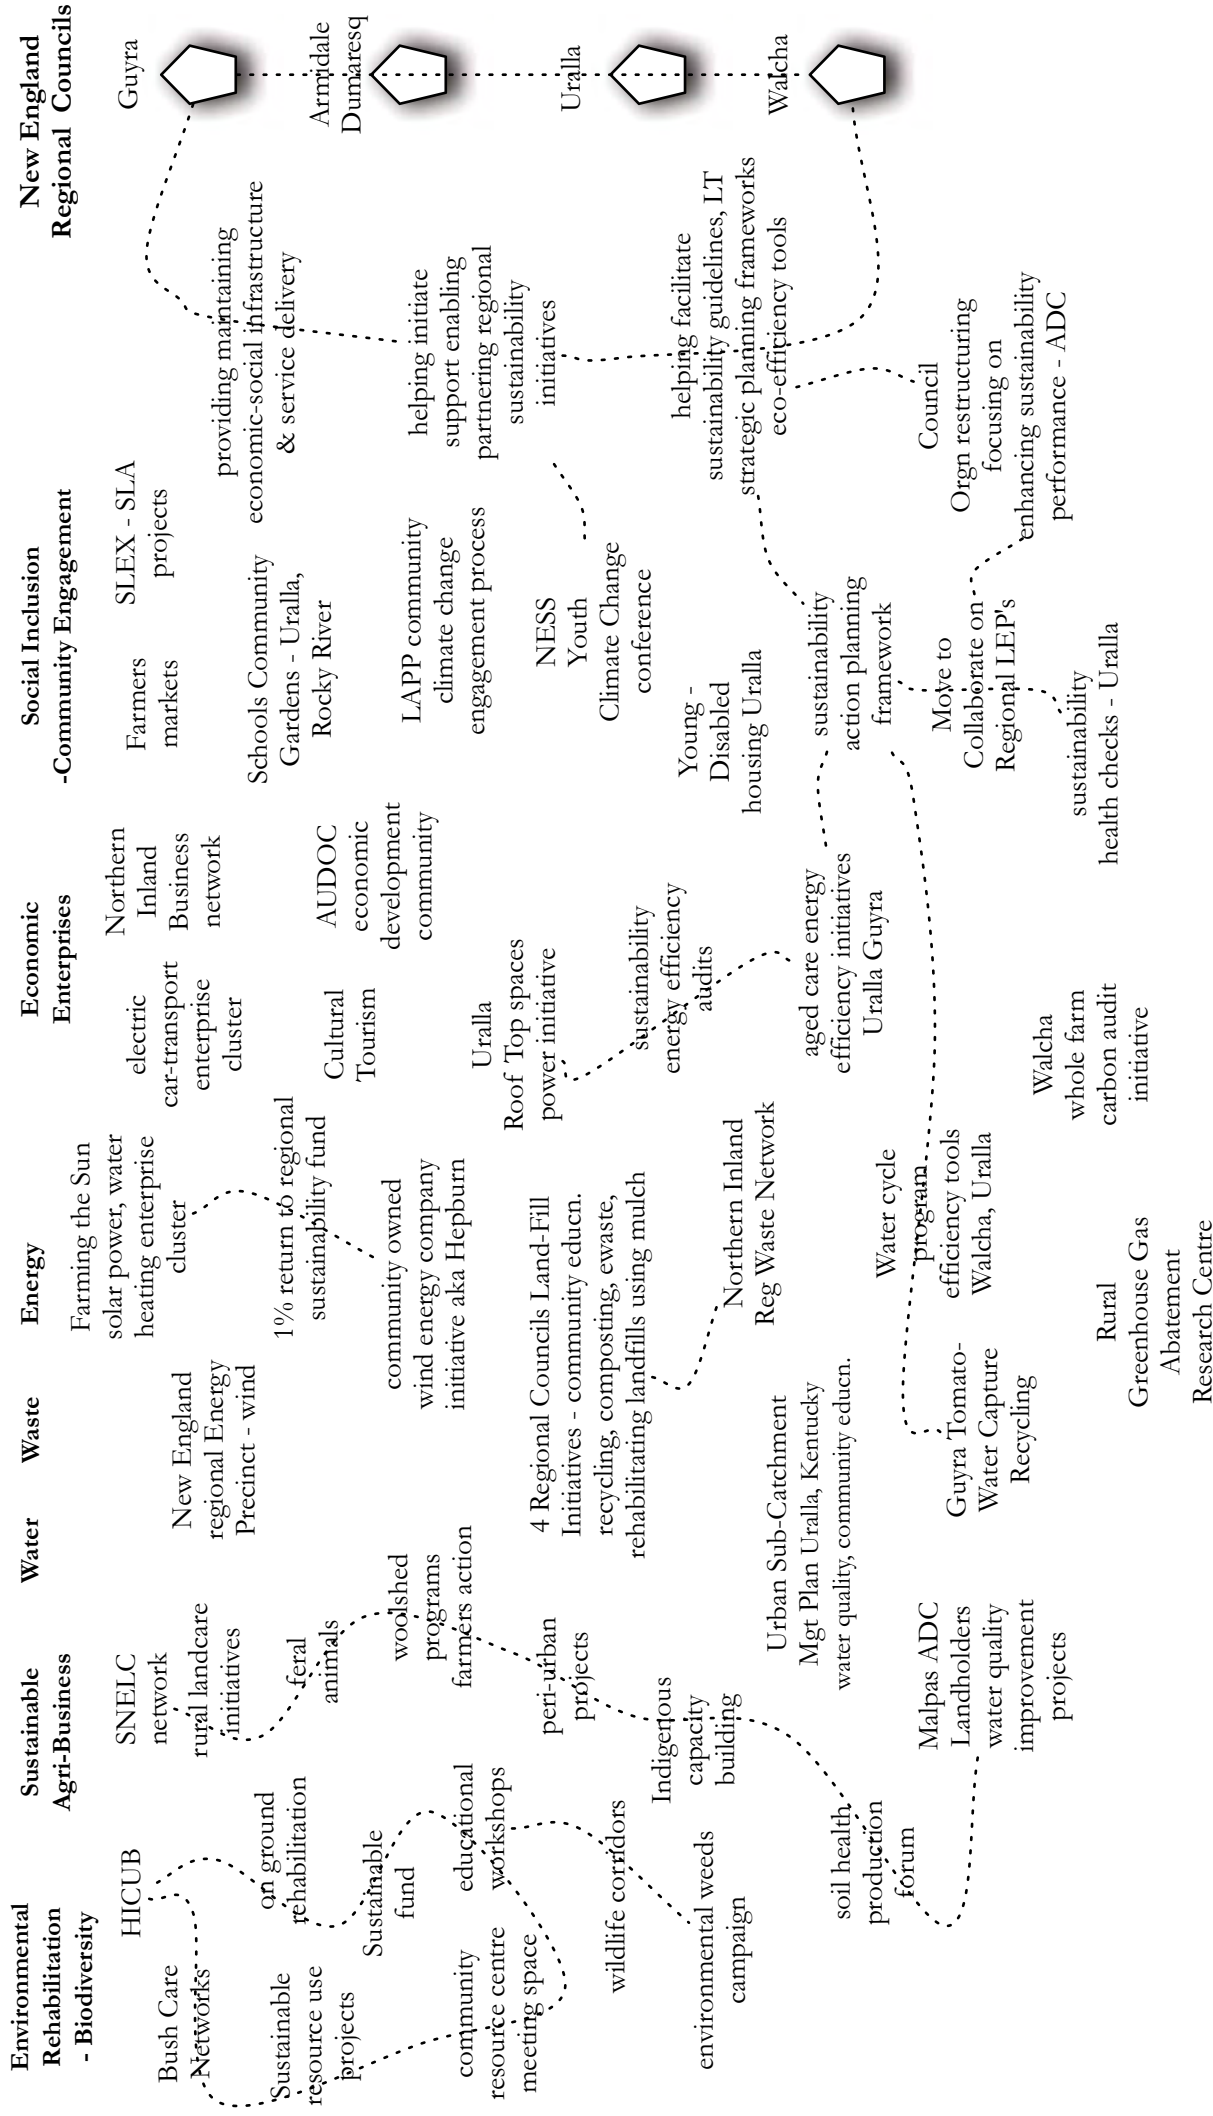 Environmental
Rehabilitation
- Biodiversity
Sustainable
Agri-Business
Water
Waste
Energy
Economic
Enterprises
Social Inclusion
-Community Engagement
New England
Regional Councils
HICUB
Bush Care
Networks
on ground
rehabilitation
Sustainable
resource use
projects
Sustainable
fund
educational
workshops
community
resource centre
meeting space
wildlife corridors
environmental weeds
campaign
SNELC
network
rural landcare
initiatives
feral
animals
woolshed
programs
farmers action
peri-urban
projects
Indigenous
capacity
building
soil health
production
forum
Malpas ADC
Landholders
water quality
improvement
projects
New England
regional Energy
Precinct - wind
4 Regional Councils Land-Fill
Initiatives - community educn.
recycling, composting, ewaste,
rehabilitating landfills using mulch
Urban Sub-Catchment
Mgt Plan Uralla, Kentucky
water quality, community educn.
Guyra Tomato-
Water Capture
Recycling
Farming the Sun
solar power, water
heating enterprise
cluster
1% return to regional
sustainability fund
community owned
wind energy company
initiative aka Hepburn
Northern Inland
Reg Waste Network
Water cycle
program
efficiency tools
Walcha, Uralla
Rural
Greenhouse Gas
Abatement
Research Centre
electric
car-transport
enterprise
cluster
Northern
Inland
Business
network
Cultural
Tourism
AUDOC
economic
development
community
Uralla
Roof Top spaces
power initiative
sustainability
energy efficiency
audits
aged care energy
efficiency initiatives
Uralla Guyra
Walcha
whole farm
carbon audit
initiative
Farmers
markets
SLEX - SLA
projects
Schools Community
Gardens - Uralla,
Rocky River
LAPP community
climate change
engagement process
NESS
Youth
Climate Change
conference
Young -
Disabled
housing Uralla
sustainability
action planning
framework
Move to
Collaborate on
Regional LEP's
sustainability
health checks - Uralla
providing maintaining
economic-social infrastructure
& service delivery
helping initiate
support enabling
partnering regional
sustainability
initiatives
helping facilitate
sustainability guidelines, LT
strategic planning frameworks
eco-efficiency tools
Council
Orgn restructuring
focusing on
enhancing sustainability
performance - ADC
Guyra
Armidale
Dumaresq
Uralla
Walcha